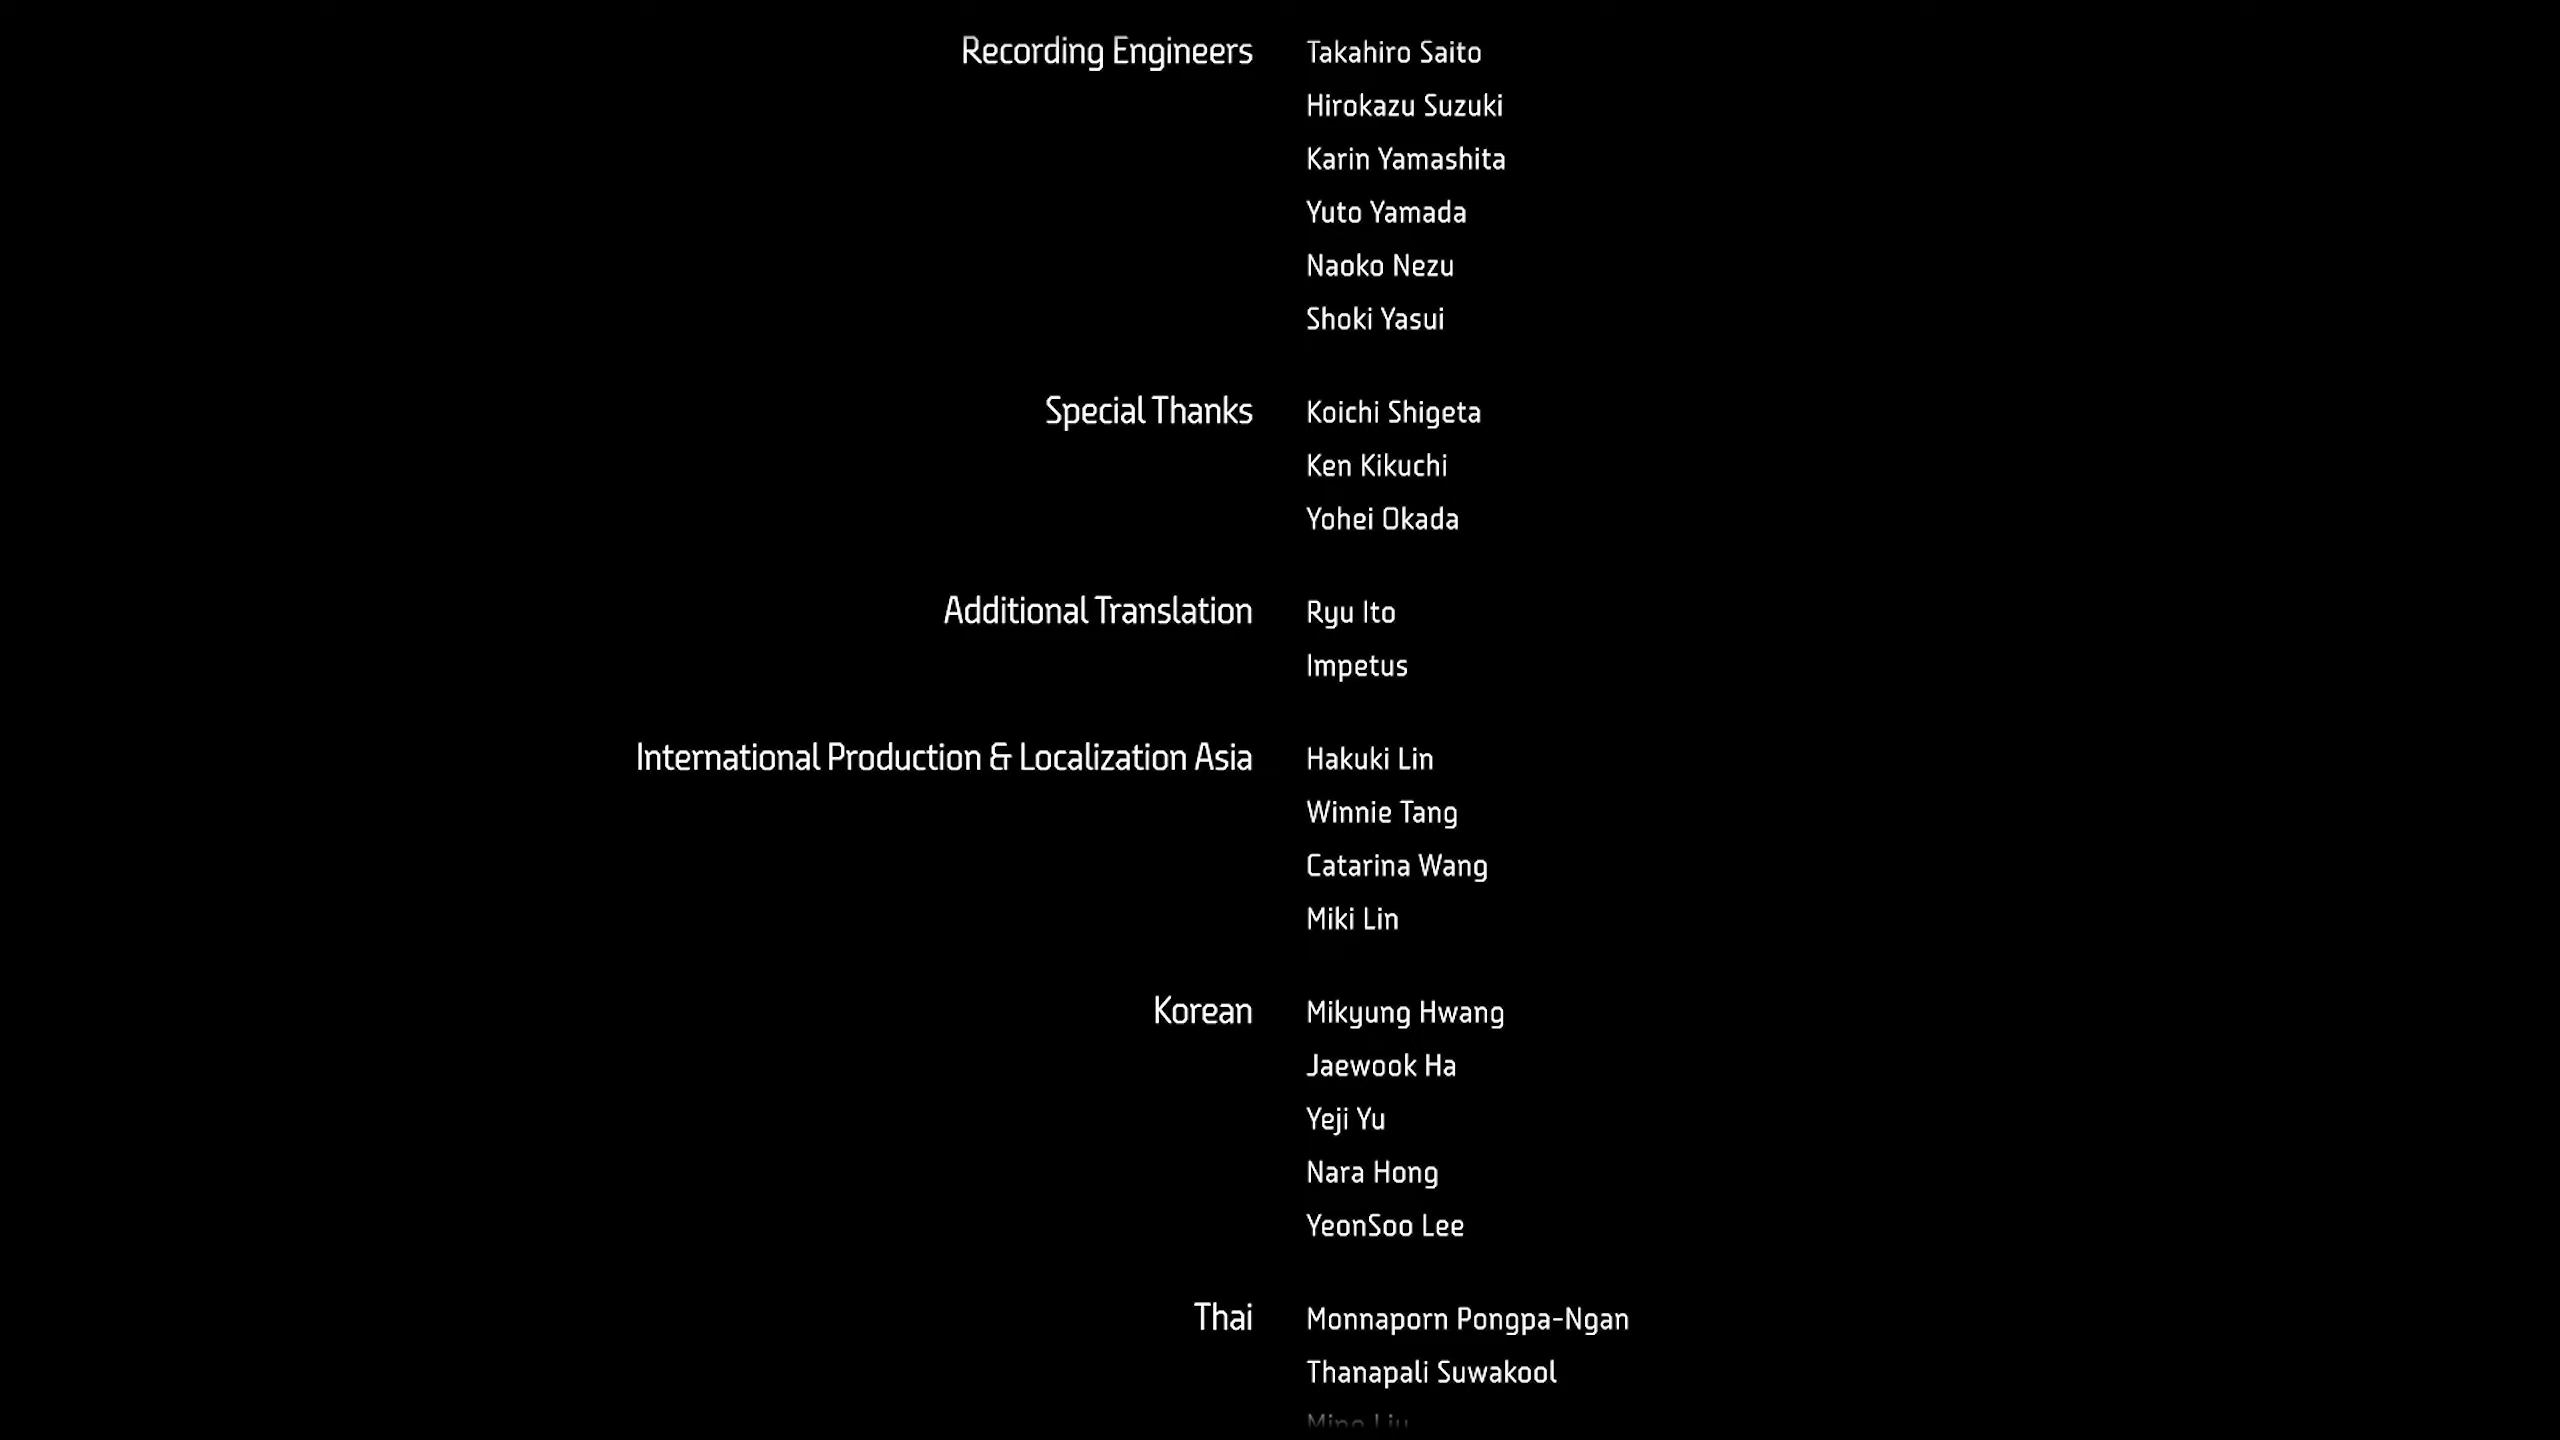 Recording Engineers Takahiro Saito
Hirokazu Suzuki
Karin Yamashita
Yuto Yamada
Naoko Nezu
Shoki Yasui
Special Thanks Koichi Shigeta
Ken Kikuchi
Yohei Okada
Additional Translation Ryu Ito
Impetus
International Production & Localization Asia Hakuki Lin
Winnie Tang
Catarina Wang
Miki Lin
Korean Mikyung Hwang
Jaewook Ha
Yeji Yu
Nara Hong
YeonSoo Lee
Thai Monnaporn Pongpa-Ngan
Thanapali Suwakool